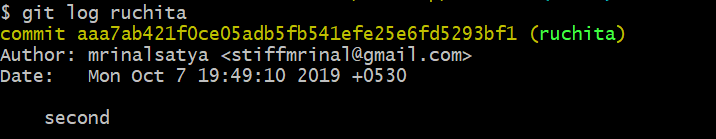 $ git log ruchita
commit aaa7ab421f0ce05adb5fb541efe25e6fd5293bf1 (ruchita)
Author: mrinalsatya <stiffmrinal@gmail.com>
Date:   Mon Oct 7 19:49:10 2019 +0530
    second